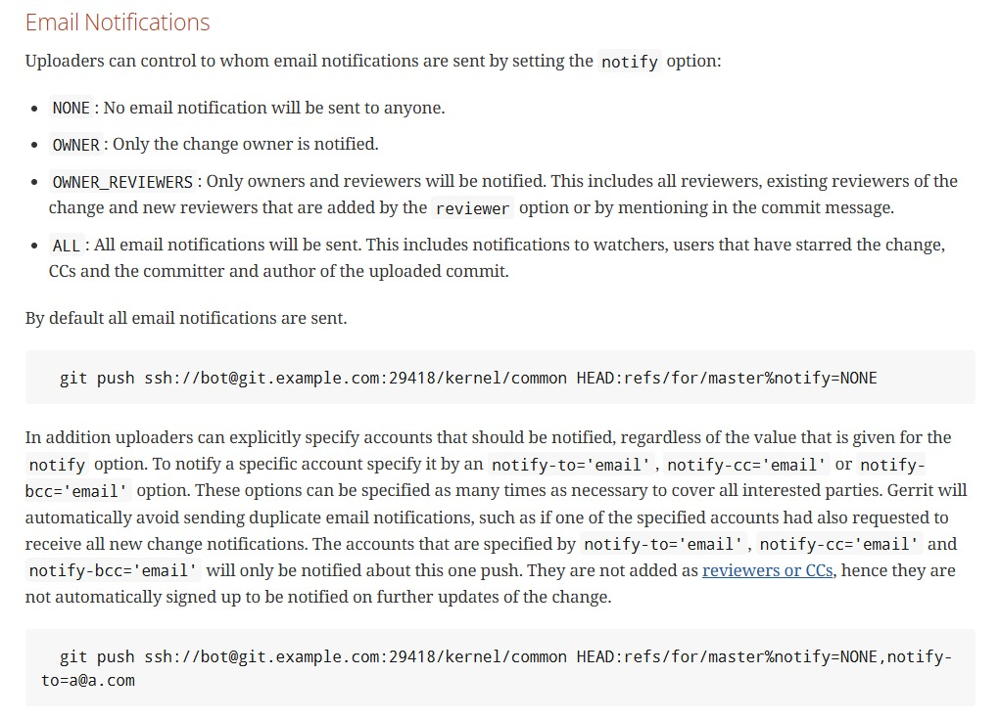 Email Notifications
Uploaders can control to whom email notifications are sent by setting the notify option:
• NONE : No email notification will be sent to anyone.
• OWNER : Only the change owner is notified.
• OWNER_REVIEWERS : Only owners and reviewers will be notified. This includes all reviewers, existing reviewers of the
change and new reviewers that are added by the reviewer option or by mentioning in the commit message.
• ALL : All email notifications will be sent. This includes notifications to watchers, users that have starred the change,
CCs and the committer and author of the uploaded commit.
By default all email notifications are sent.
git push ssh://bot@git.example.com:29418/kernel/common HEAD:refs/for/master%notify=NONE
In addition uploaders can explicitly specify accounts that should be notified, regardless of the value that is given for the
notify option. To notify a specific account specify it by an notify-to='email', notify-cc='email' or notify-
bcc='email' option. These options can be specified as many times as necessary to cover all interested parties. Gerrit will
automatically avoid sending duplicate email notifications, such as if one of the specified accounts had also requested to
receive all new change notifications. The accounts that are specified by notify-to='email', notify-cc='email' and
notify-bcc='email' will only be notified about this one push. They are not added as reviewers or CCs, hence they are
not automatically signed up to be notified on further updates of the change.
git push ssh://bot@git.example.com:29418/kernel/common HEAD:refs/for/master%notify=NONE,notify-
to=a@a.com